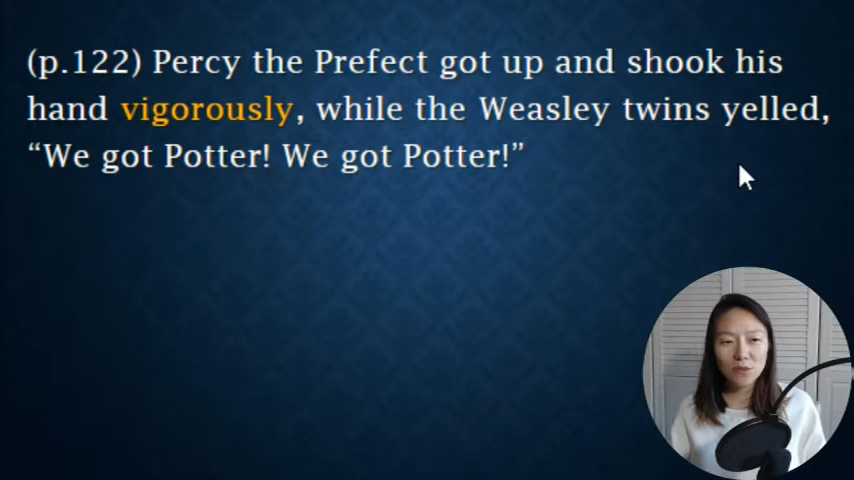 (p.122) Percy the Prefect got up and shook his
hand vigorously, while the Weasley twins yelled,
“We got Potter! We got Potter!”